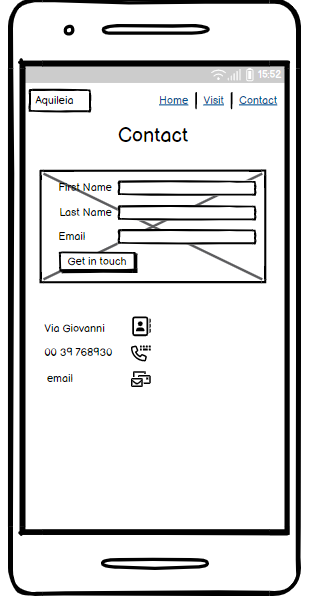 15:52
Aquileia
Home | Visit | Contact
Contact
First Name
Last Name
Email
Get in touch
Via Giovanni
00 39 768930
email